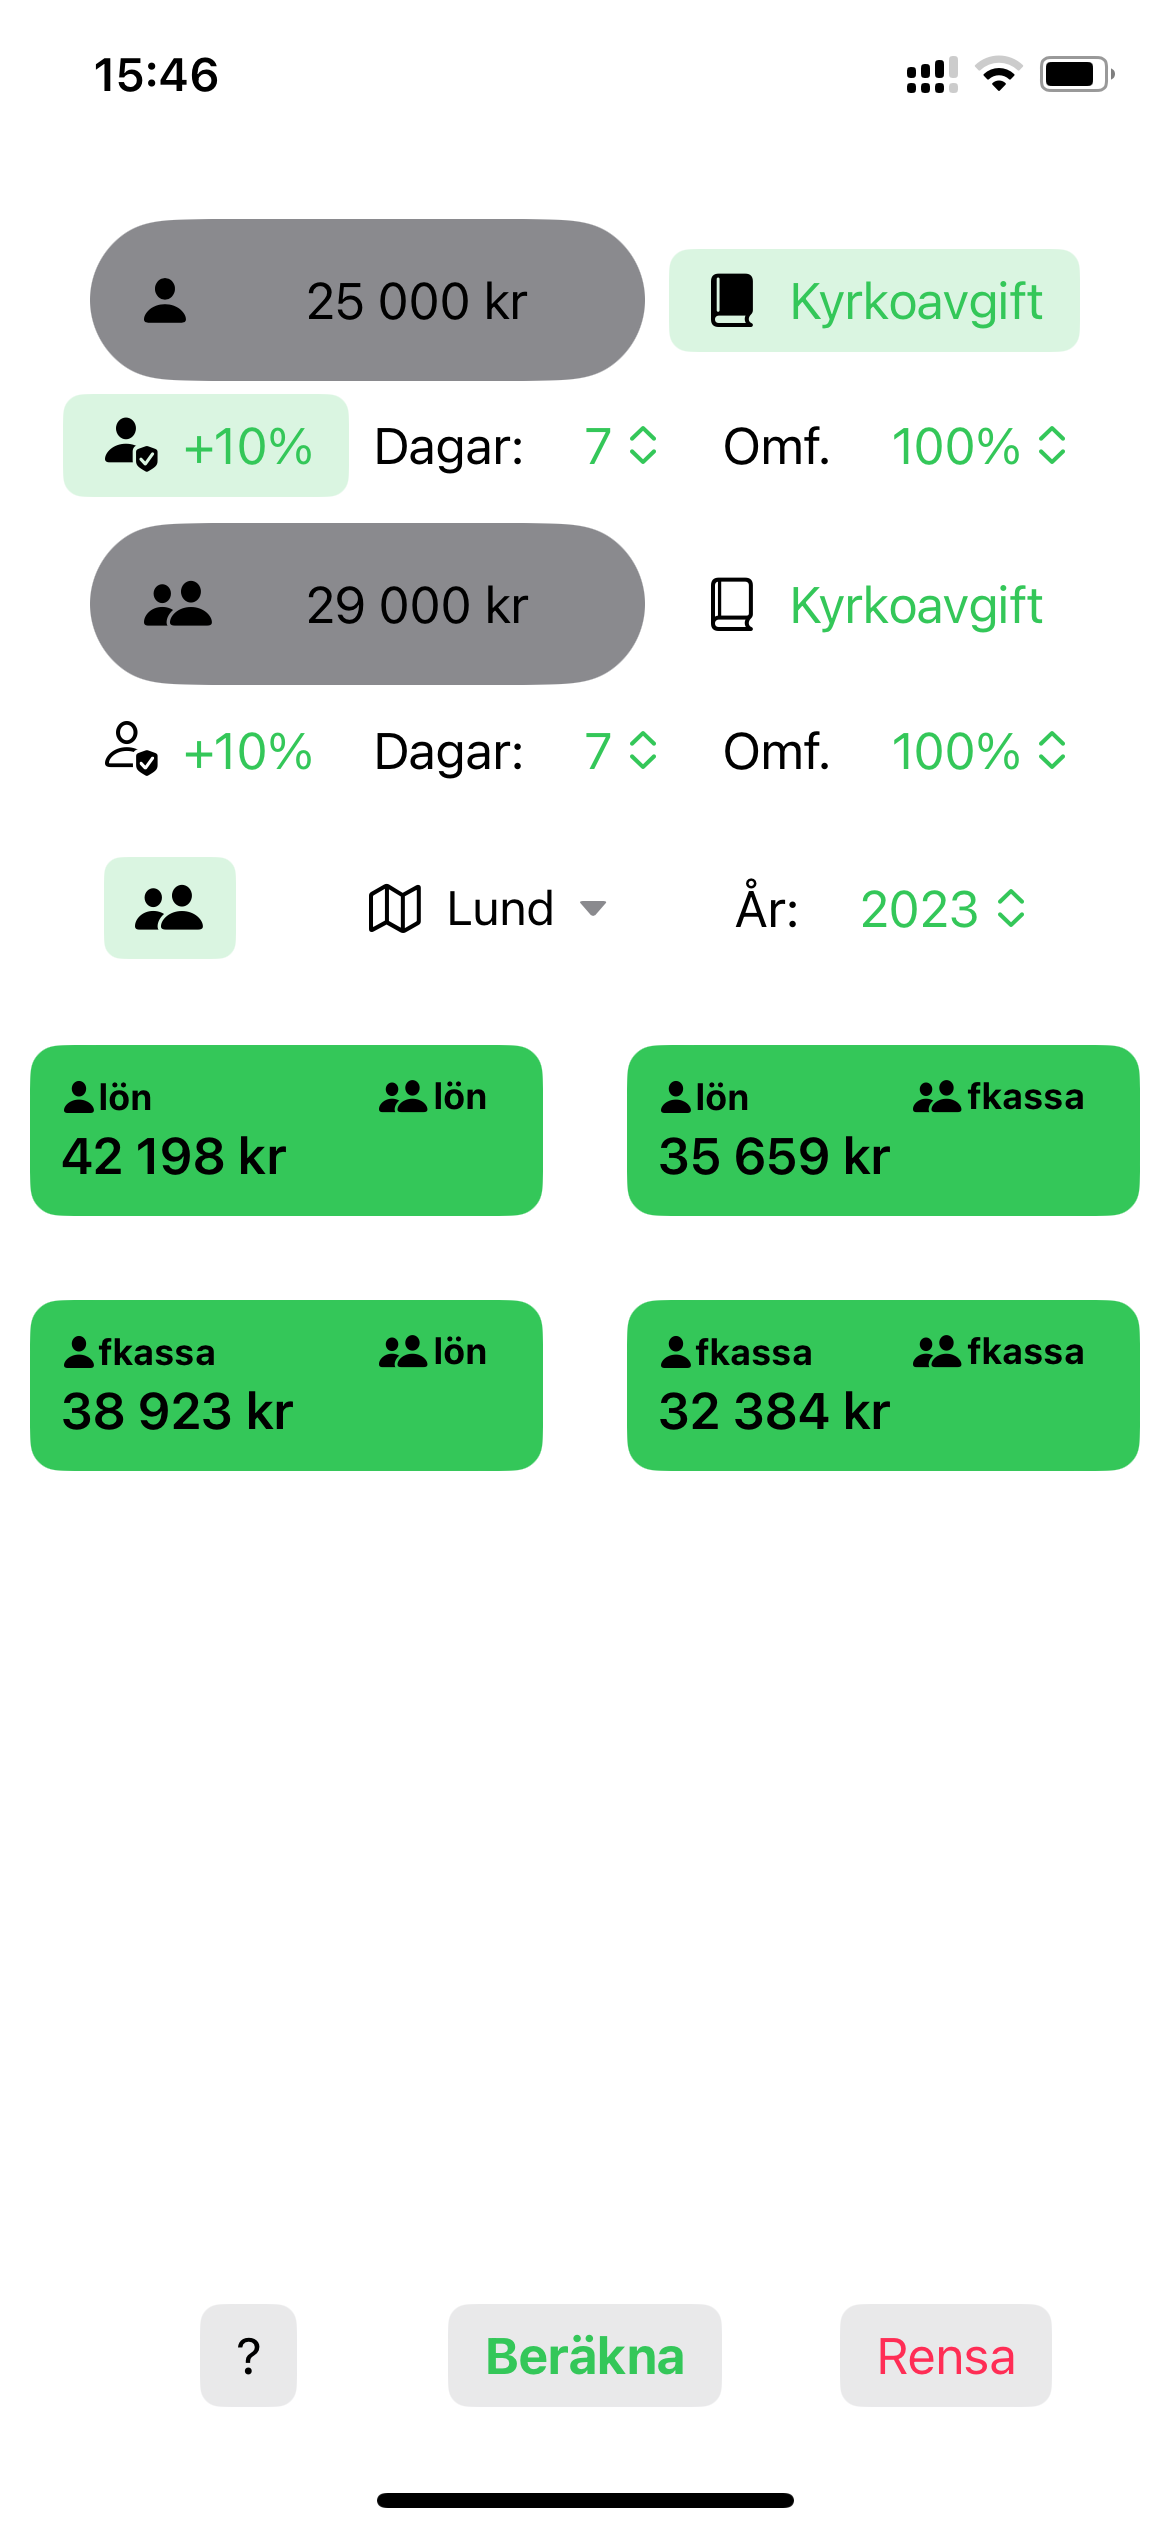 15:46
25 000 kr Kyrkoavgift
+10% Dagar: 7 Omf. 100%
29 000 kr Kyrkoavgift
+10% Dagar: 7 Omf. 100%
Lund År: 2023
lön lön
42 198 kr
lön fkassa
35 659 kr
fkassa lön
38 923 kr
fkassa fkassa
32 384 kr
? Beräkna Rensa